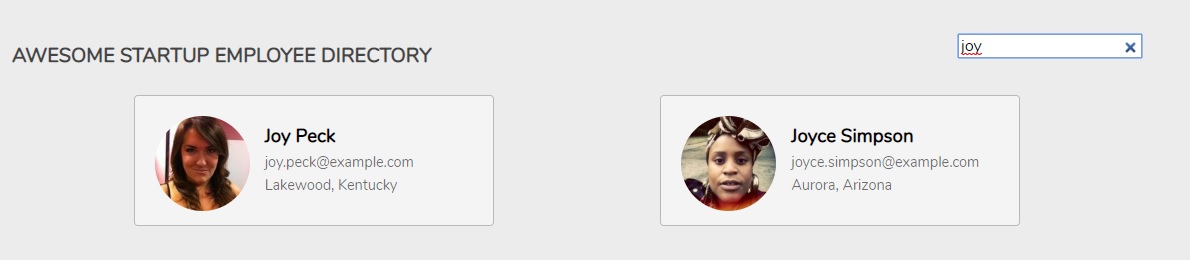 AWESOME STARTUP EMPLOYEE DIRECTORY
joy
Joy Peck
joy.peck@example.com
Lakewood, Kentucky
Joyce Simpson
joyce.simpson@example.com
Aurora, Arizona